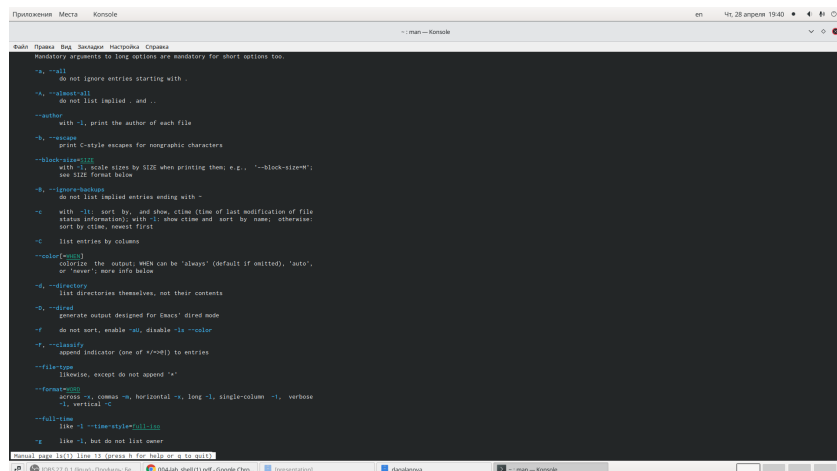 Приложения Места Konsole en Чт, 28 апреля 19:40
~ : man — Konsole
Файл Правка Вид Закладки Настройка Справка
Mandatory arguments to long options are mandatory for short options too.
-a, --all
do not ignore entries starting with .
-A, --almost-all
do not list implied . and ..
--author
with -l, print the author of each file
-b, --escape
print C-style escapes for nongraphic characters
--block-size=SIZE
with -l, scale sizes by SIZE when printing them; e.g., '--block-size=M';
see SIZE format below
-B, --ignore-backups
do not list implied entries ending with ~
-c with -lt: sort by, and show, ctime (time of last modification of file
status information); with -l: show ctime and sort by name; otherwise:
sort by ctime, newest first
-C list entries by columns
--color[=WHEN]
colorize the output; WHEN can be 'always' (default if omitted), 'auto',
or 'never'; more info below
-d, --directory
list directories themselves, not their contents
-D, --dired
generate output designed for Emacs' dired mode
-f do not sort, enable -aU, disable -ls --color
-F, --classify
append indicator (one of */=>@|) to entries
--file-type
likewise, except do not append '*'
--format=WORD
across -x, commas -m, horizontal -x, long -l, single-column -1, verbose
-l, vertical -C
--full-time
like -l --time-style=full-iso
-g like -l, but do not list owner
Manual page ls(1) line 13 (press h for help or q to quit)
004-lab_shell(1).pdf - Google Chro... [presentation] ~ : man — Konsole